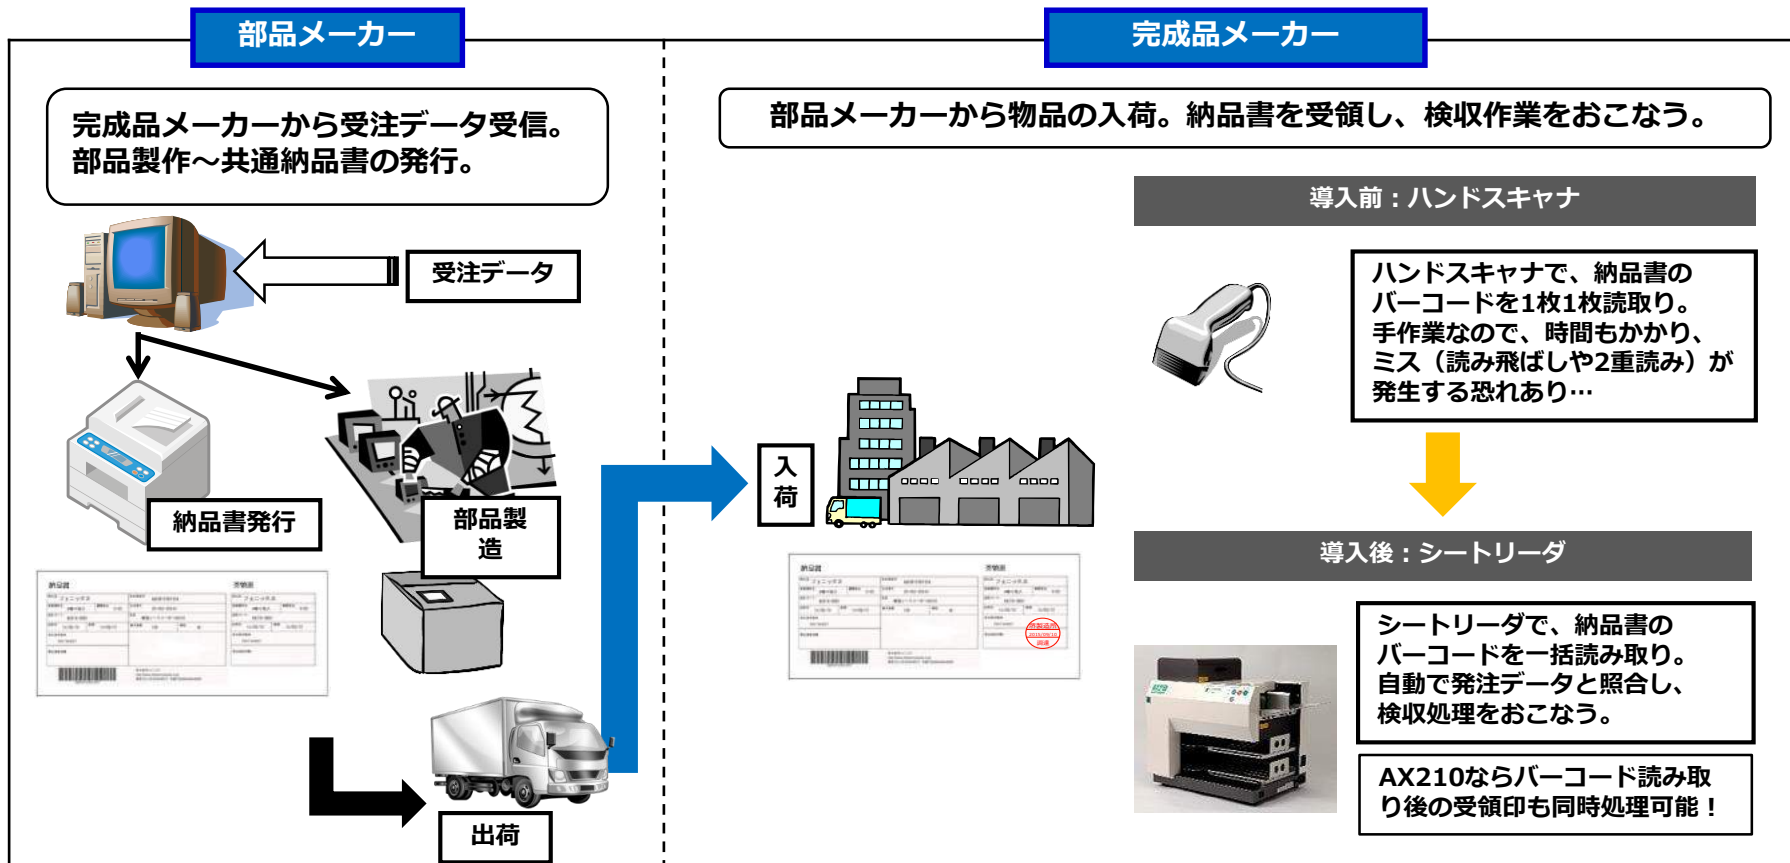 部品メーカー
完成品メーカー
完成品メーカーから受注データ受信。
部品製作～共通納品書の発行。
受注データ
納品書発行
部品製
造
納品書
出荷
部品メーカーから物品の入荷。納品書を受領し、検収作業をおこなう。
入
荷
納品書
導入前：ハンドスキャナ
ハンドスキャナで、納品書の
バーコードを1枚1枚読取り。
手作業なので、時間もかかり、
ミス（読み飛ばしや2重読み）が
発生する恐れあり…
導入後：シートリーダ
シートリーダで、納品書の
バーコードを一括読み取り。
自動で発注データと照合し、
検収処理をおこなう。
AX210ならバーコード読み取
り後の受領印も同時処理可能！